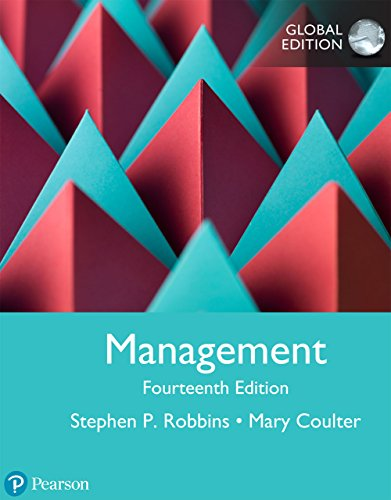 GLOBAL
EDITION
Management
Fourteenth Edition
Stephen P. Robbins • Mary Coulter
Pearson